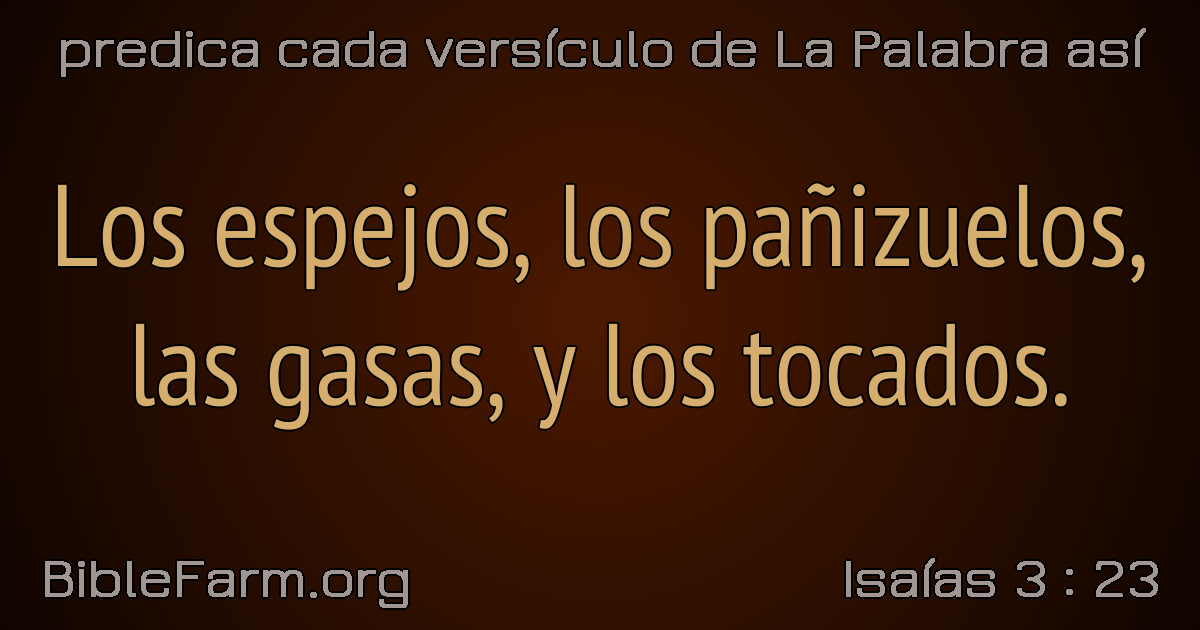 predica cada versículo de La Palabra así
Los espejos, los pañizuelos,
las gasas, y los tocados.
BibleFarm.org
Isaías 3 : 23